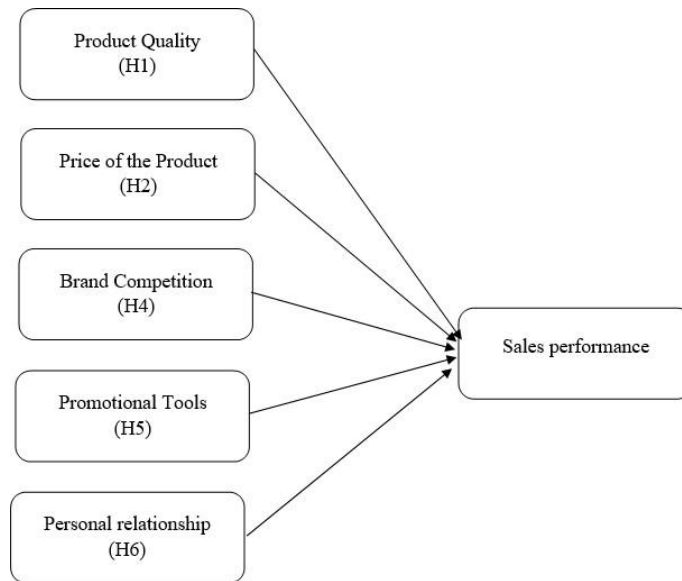 Product Quality
(H1)
Price of the Product
(H2)
Brand Competition
(H4)
Promotional Tools
(H5)
Personal relationship
(H6)
Sales performance